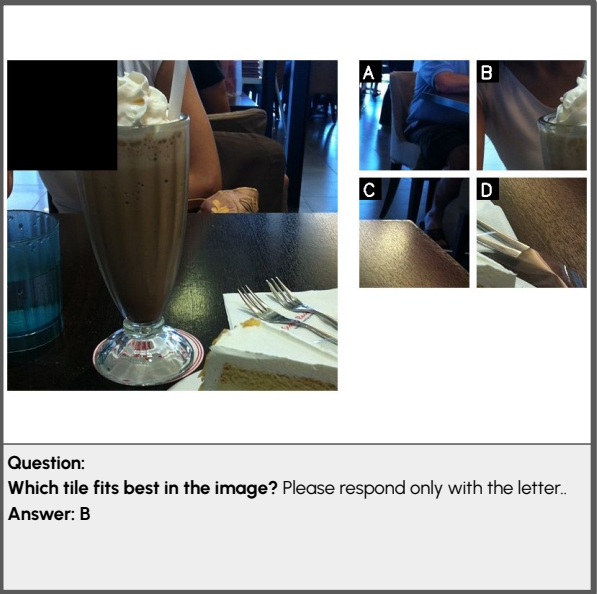 A
B
C
D
Question:
Which tile fits best in the image? Please respond only with the letter..
Answer: B